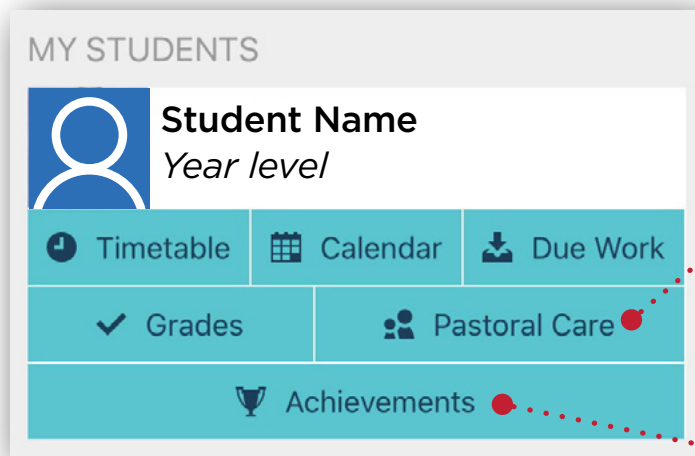 MY STUDENTS
Student Name
Year level
Timetable Calendar Due Work
Grades Pastoral Care
Achievements